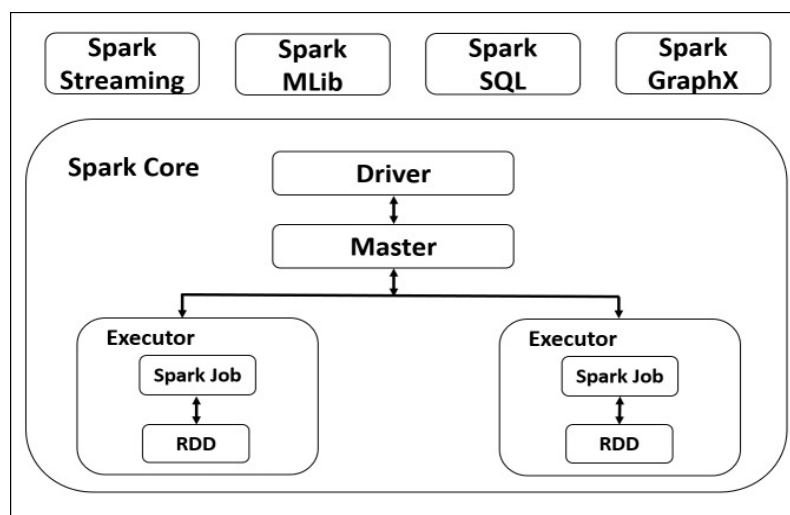 Spark
Streaming
Spark
MLib
Spark
SQL
Spark
GraphX
Spark Core
Driver
Master
Executor
Spark Job
RDD
Executor
Spark Job
RDD